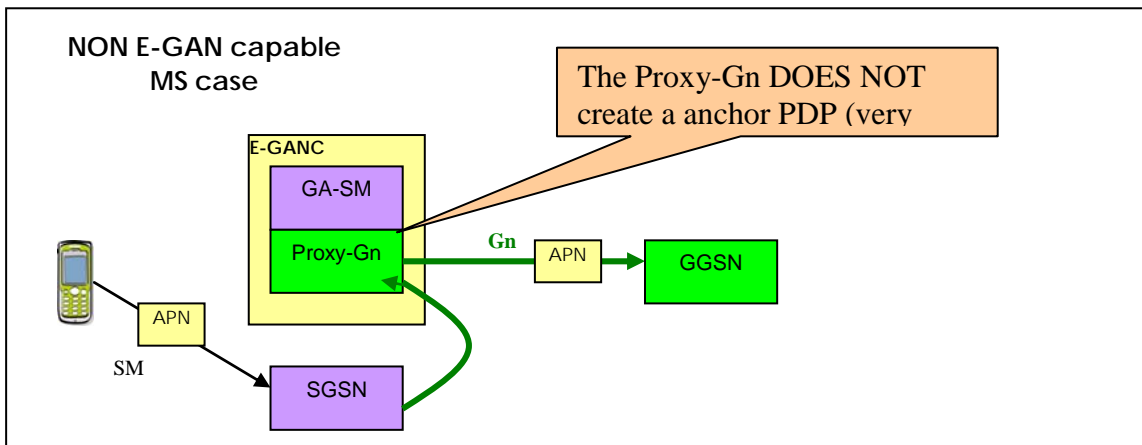 NON E-GAN capable
MS case
The Proxy-Gn DOES NOT
create a anchor PDP (very
E-GANC
GA-SM
Proxy-Gn
Gn
APN
GGSN
APN
SM
SGSN